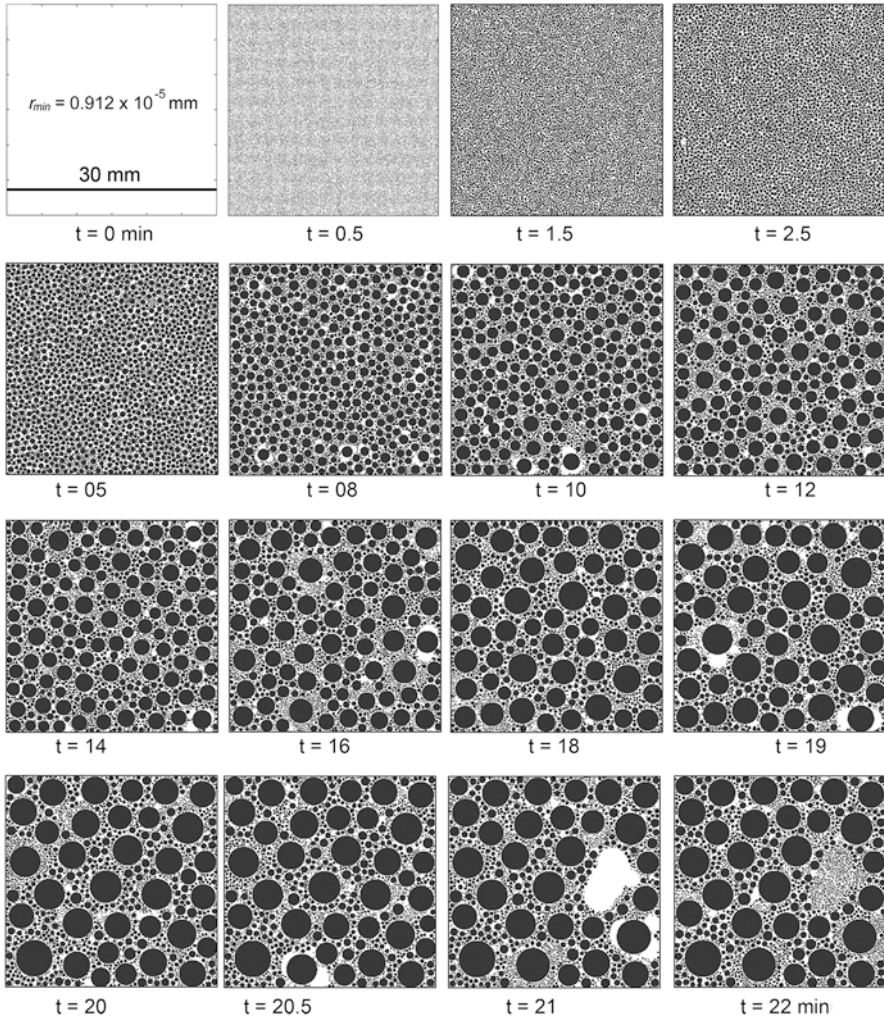 r_min = 0.912 x 10^-5 mm
30 mm
t = 0 min
t = 0.5
t = 1.5
t = 2.5
t = 05
t = 08
t = 10
t = 12
t = 14
t = 16
t = 18
t = 19
t = 20
t = 20.5
t = 21
t = 22 min